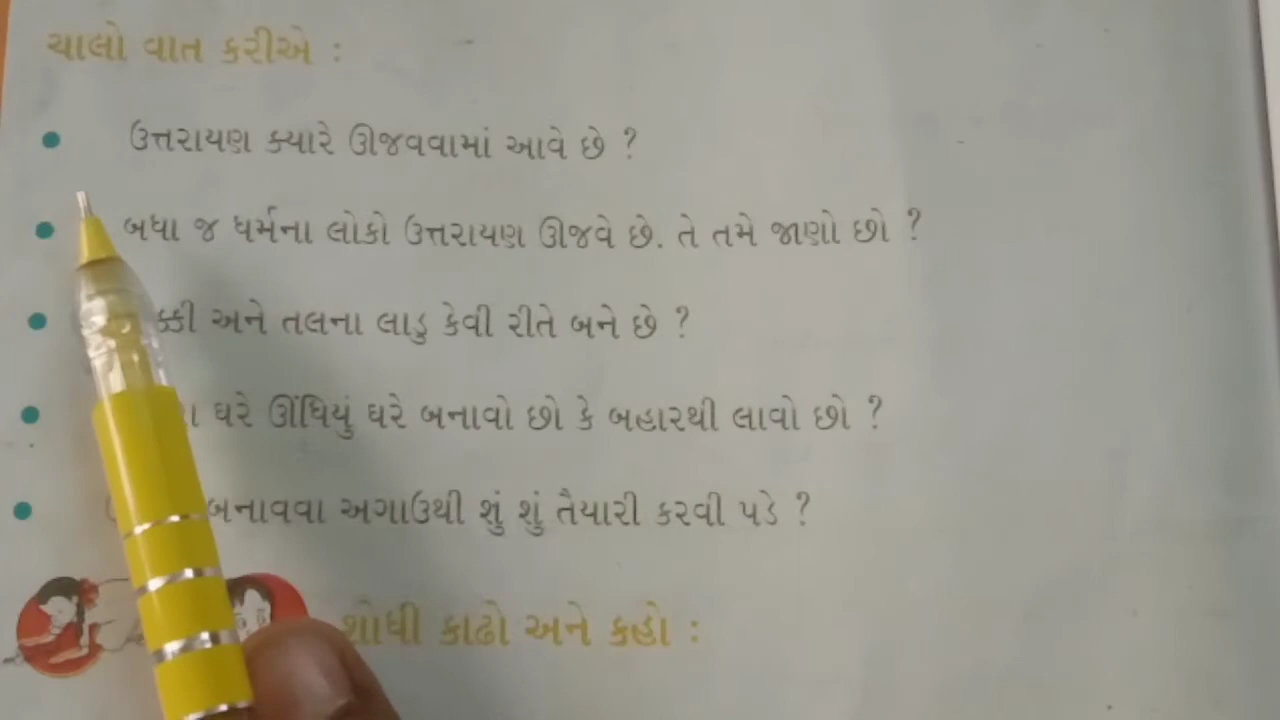 ચાલો વાત કરીએ :
ઉત્તરાયણ ક્યારે ઊજવવામાં આવે છે ?
બધા જ ધર્મના લોકો ઉત્તરાયણ ઊજવે છે. તે તમે જાણો છો ?
અને તલના લાડુ કેવી રીતે બને છે ?
ઘરે ઊંધિયું ઘરે બનાવો છો કે બહારથી લાવો છો ?
બનાવવા અગાઉથી શું શું તૈયારી કરવી પડે ?
શોધી કાઢો અને કહો :